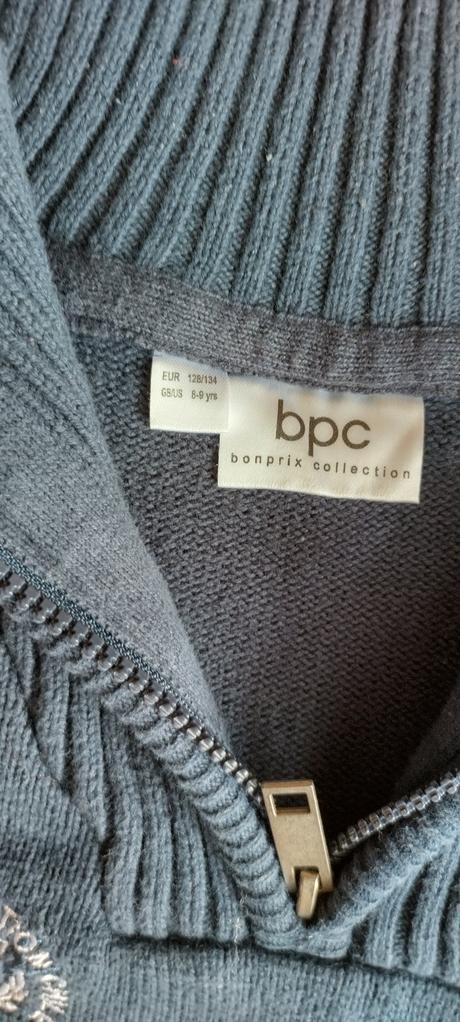 EUR 128/134
GB/US 8-9 yrs
bpc
bonprix collection